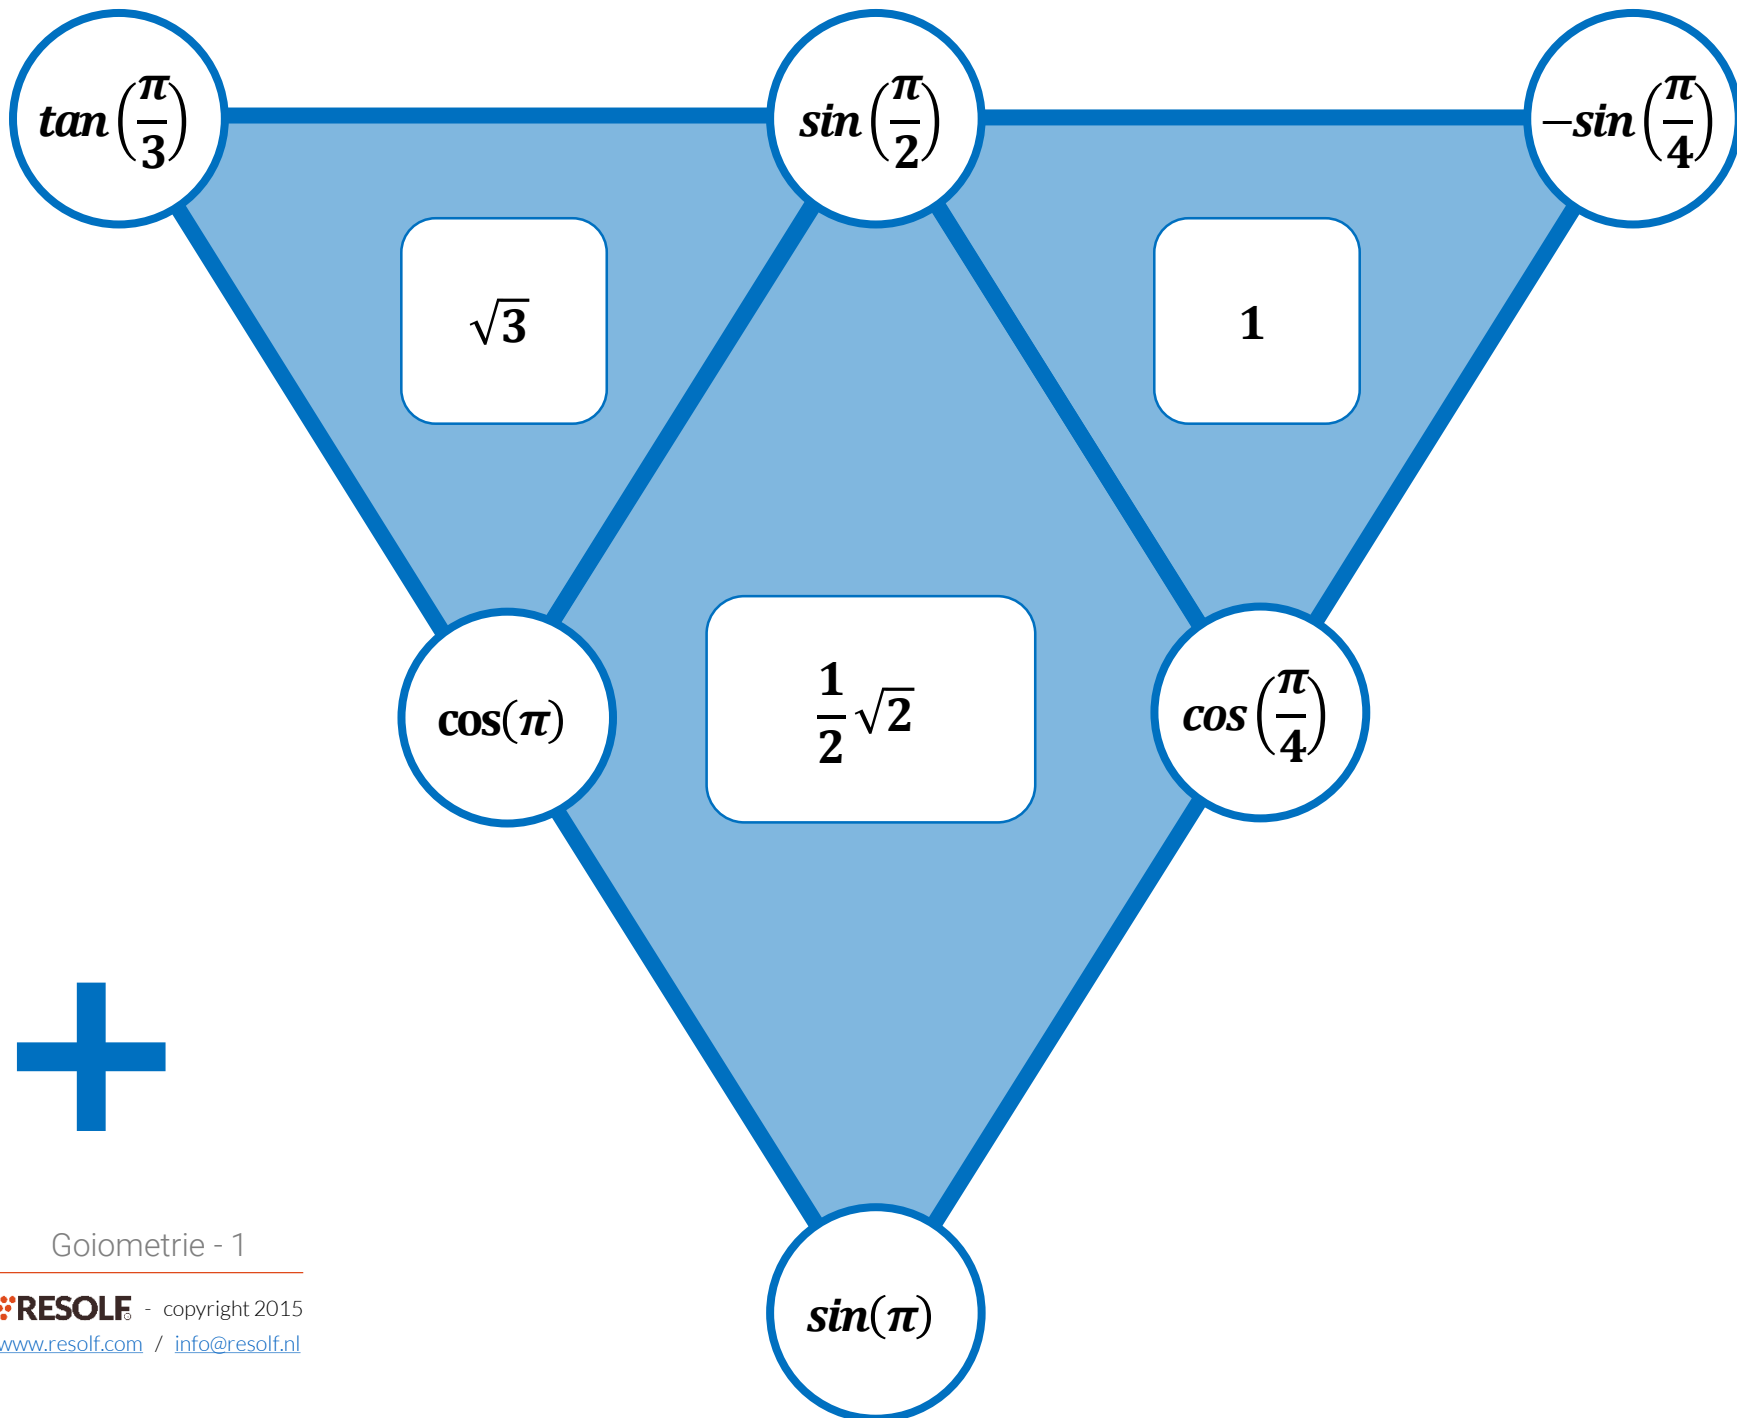 tan(π/3)
sin(π/2)
−sin(π/4)
√3
1
cos(π)
1/2 √2
cos(π/4)
+
sin(π)
Goiometrie - 1
RESOLF - copyright 2015
www.resolf.com / info@resolf.nl